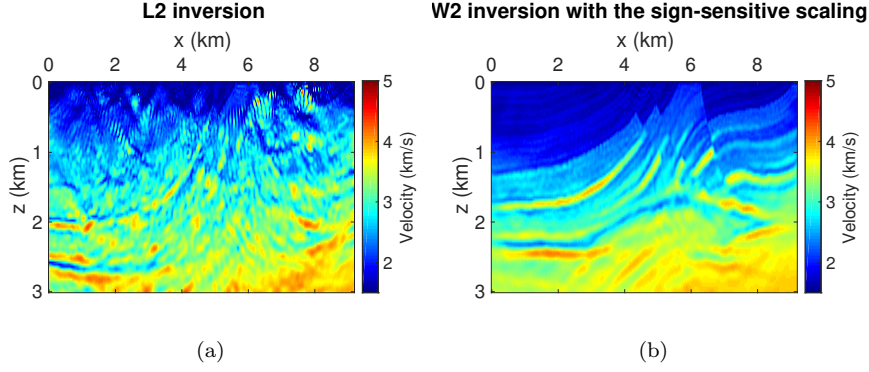 L2 inversion
x (km)
0 2 4 6 8
0
1
2
3
z (km)
5
4
3
2
Velocity (km/s)
(a)
W2 inversion with the sign-sensitive scaling
x (km)
0 2 4 6 8
0
1
2
3
z (km)
5
4
3
2
Velocity (km/s)
(b)